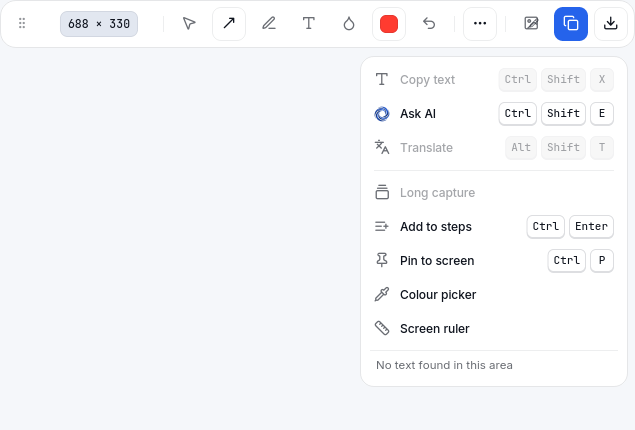 688 × 330
Copy text Ctrl Shift X
Ask AI Ctrl Shift E
Translate Alt Shift T
Long capture
Add to steps Ctrl Enter
Pin to screen Ctrl P
Colour picker
Screen ruler
No text found in this area